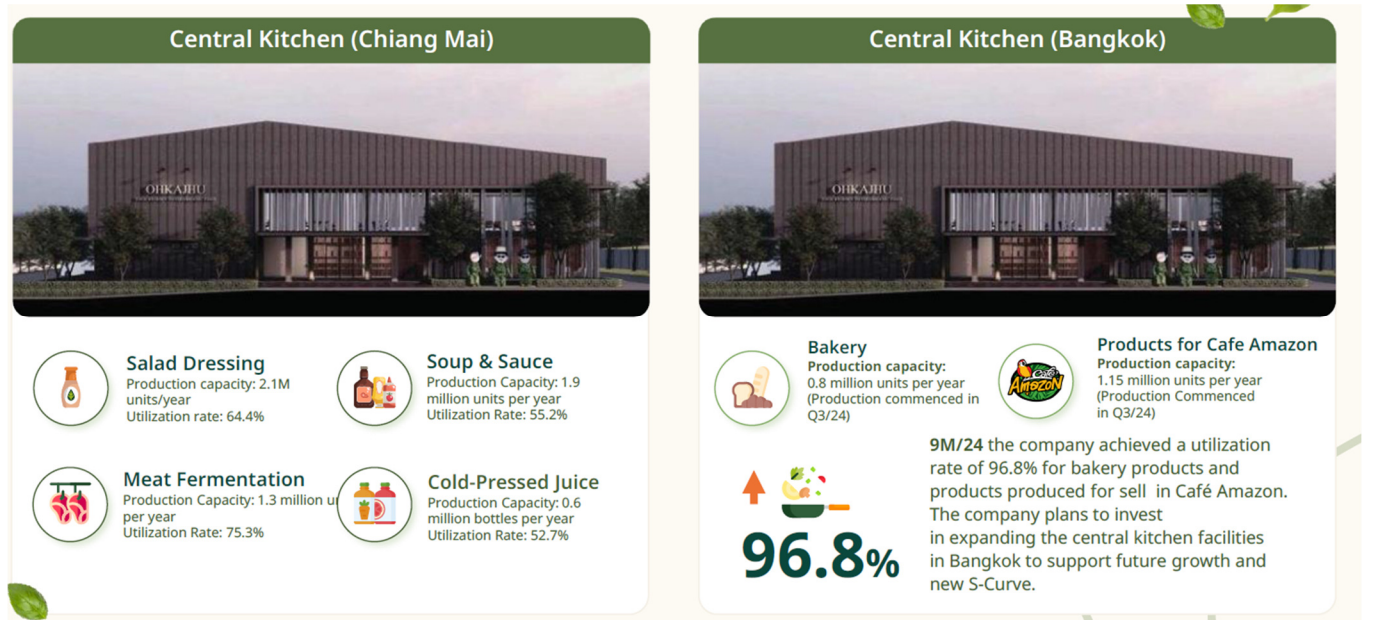 Central Kitchen (Chiang Mai)
OHKAJHU
Salad Dressing
Production capacity: 2.1M
units/year
Utilization rate: 64.4%
Soup & Sauce
Production Capacity: 1.9
million units per year
Utilization Rate: 55.2%
Meat Fermentation
Production Capacity: 1.3 million
per year
Utilization Rate: 75.3%
Cold-Pressed Juice
Production Capacity: 0.6
million bottles per year
Utilization Rate: 52.7%
Central Kitchen (Bangkok)
OHKAJHU
Bakery
Production capacity:
0.8 million units per year
(Production commenced in
Q3/24)
Café
Amazon
Products for Cafe Amazon
Production capacity:
1.15 million units per year
(Production Commenced
in Q3/24)
96.8%
9M/24 the company achieved a utilization
rate of 96.8% for bakery products and
products produced for sell in Café Amazon.
The company plans to invest
in expanding the central kitchen facilities
in Bangkok to support future growth and
new S-Curve.